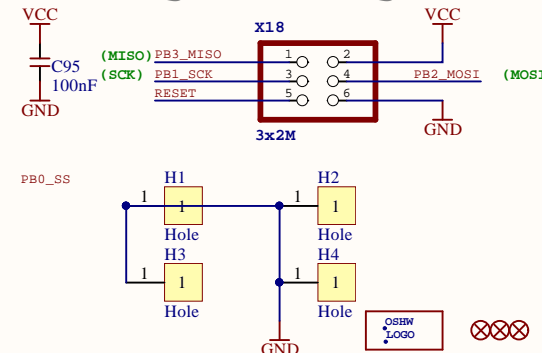 VCC
VCC
X18
(MISO) PB3_MISO 1 2
C95
(SCK) PB1_SCK 3 4 PB2_MOSI (MOSI
100nF
RESET 5 6
GND
GND
3x2M
PB0_SS
H1
H2
1 1
1 1
Hole
Hole
H3
H4
1 1
1 1
Hole
Hole
OSHW
LOGO
GND